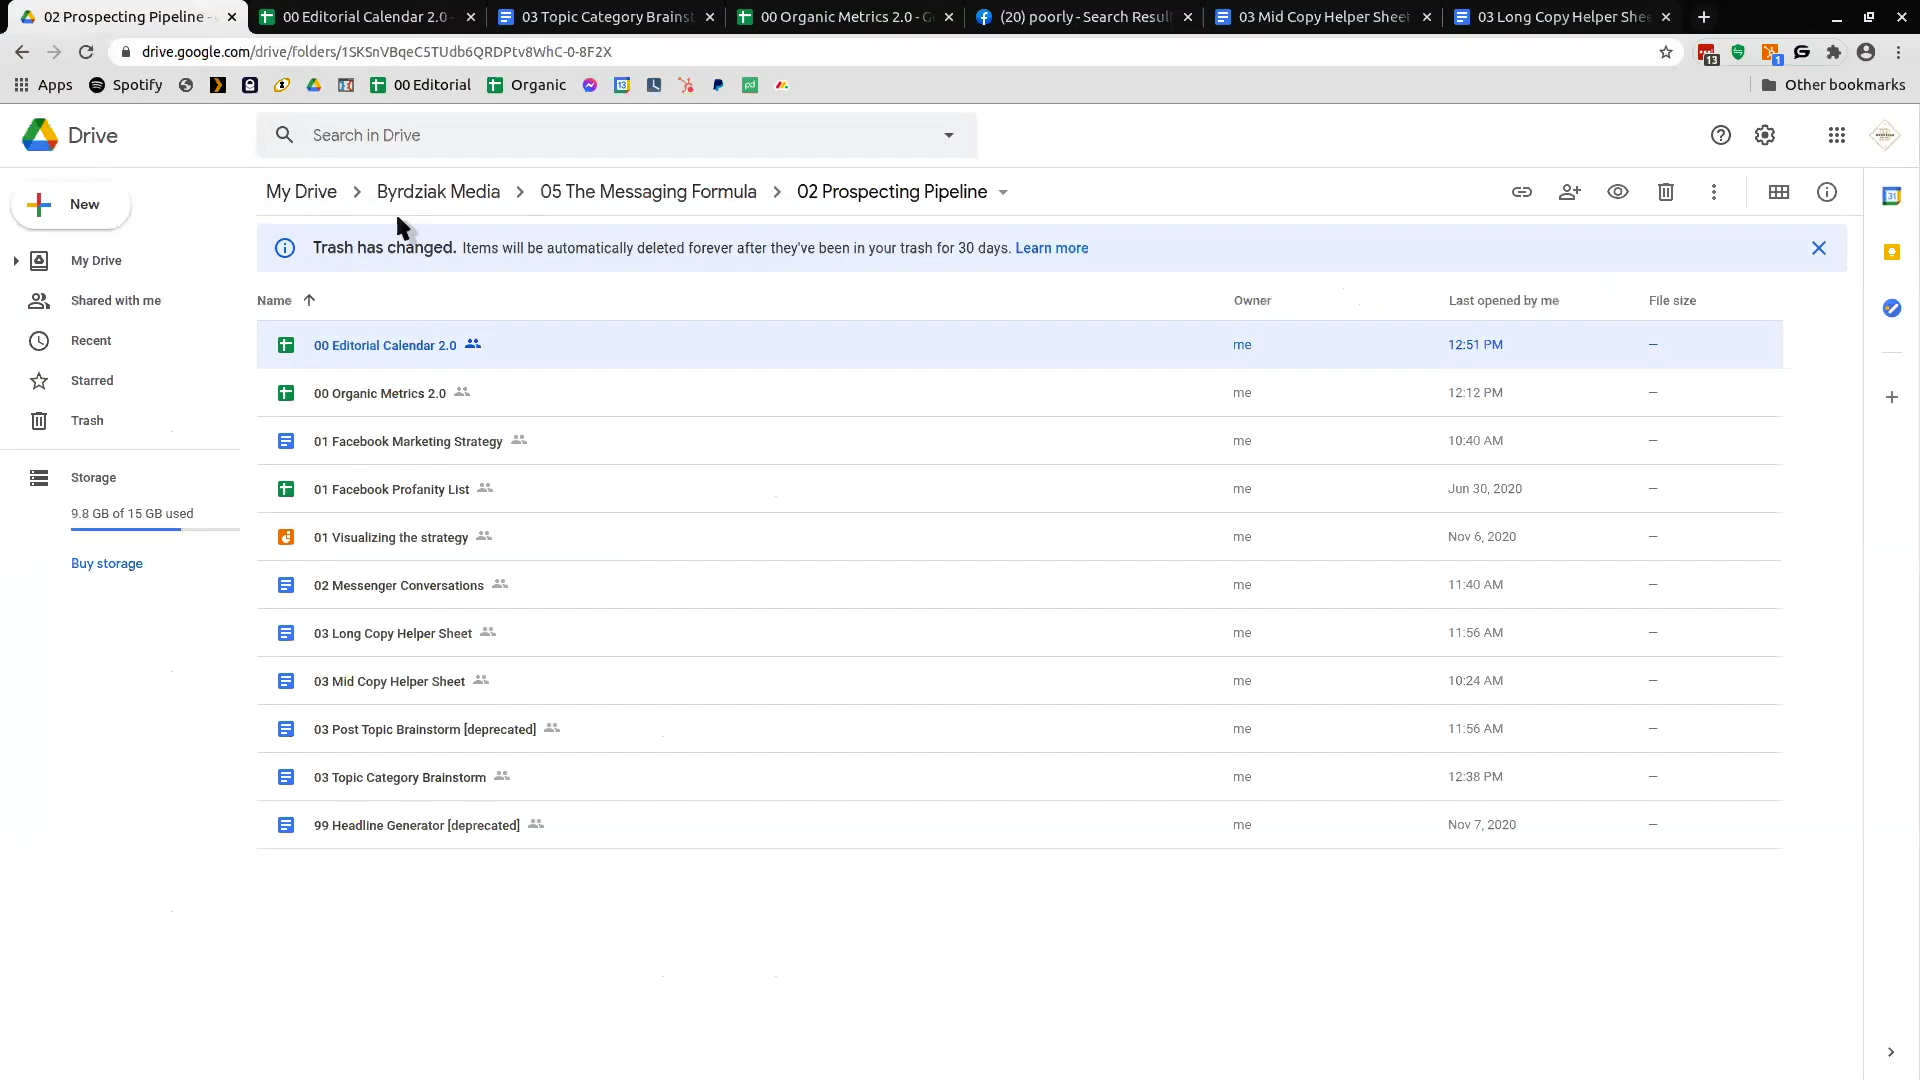 02 Prospecting Pipeline -
00 Editorial Calendar 2.0 -
03 Topic Category Brainst
00 Organic Metrics 2.0 - G
(20) poorly - Search Resul
03 Mid Copy Helper Sheet
03 Long Copy Helper Shee
drive.google.com/drive/folders/1SKSnVBqeC5TUdb6QRDPtv8WhC-0-8F2X
13
1
Apps
Spotify
13
pd
00 Editorial
Organic
Other bookmarks
Drive
Search in Drive
New
My Drive
Byrdziak Media
05 The Messaging Formula
02 Prospecting Pipeline
31
Trash has changed. Items will be automatically deleted forever after they've been in your trash for 30 days. Learn more
My Drive
Shared with me
Recent
Starred
Trash
Storage
9.8 GB of 15 GB used
Buy storage
Name Owner Last opened by me File size
00 Editorial Calendar 2.0 me 12:51 PM —
00 Organic Metrics 2.0 me 12:12 PM —
01 Facebook Marketing Strategy me 10:40 AM —
01 Facebook Profanity List me Jun 30, 2020 —
01 Visualizing the strategy me Nov 6, 2020 —
02 Messenger Conversations me 11:40 AM —
03 Long Copy Helper Sheet me 11:56 AM —
03 Mid Copy Helper Sheet me 10:24 AM —
03 Post Topic Brainstorm [deprecated] me 11:56 AM —
03 Topic Category Brainstorm me 12:38 PM —
99 Headline Generator [deprecated] me Nov 7, 2020 —